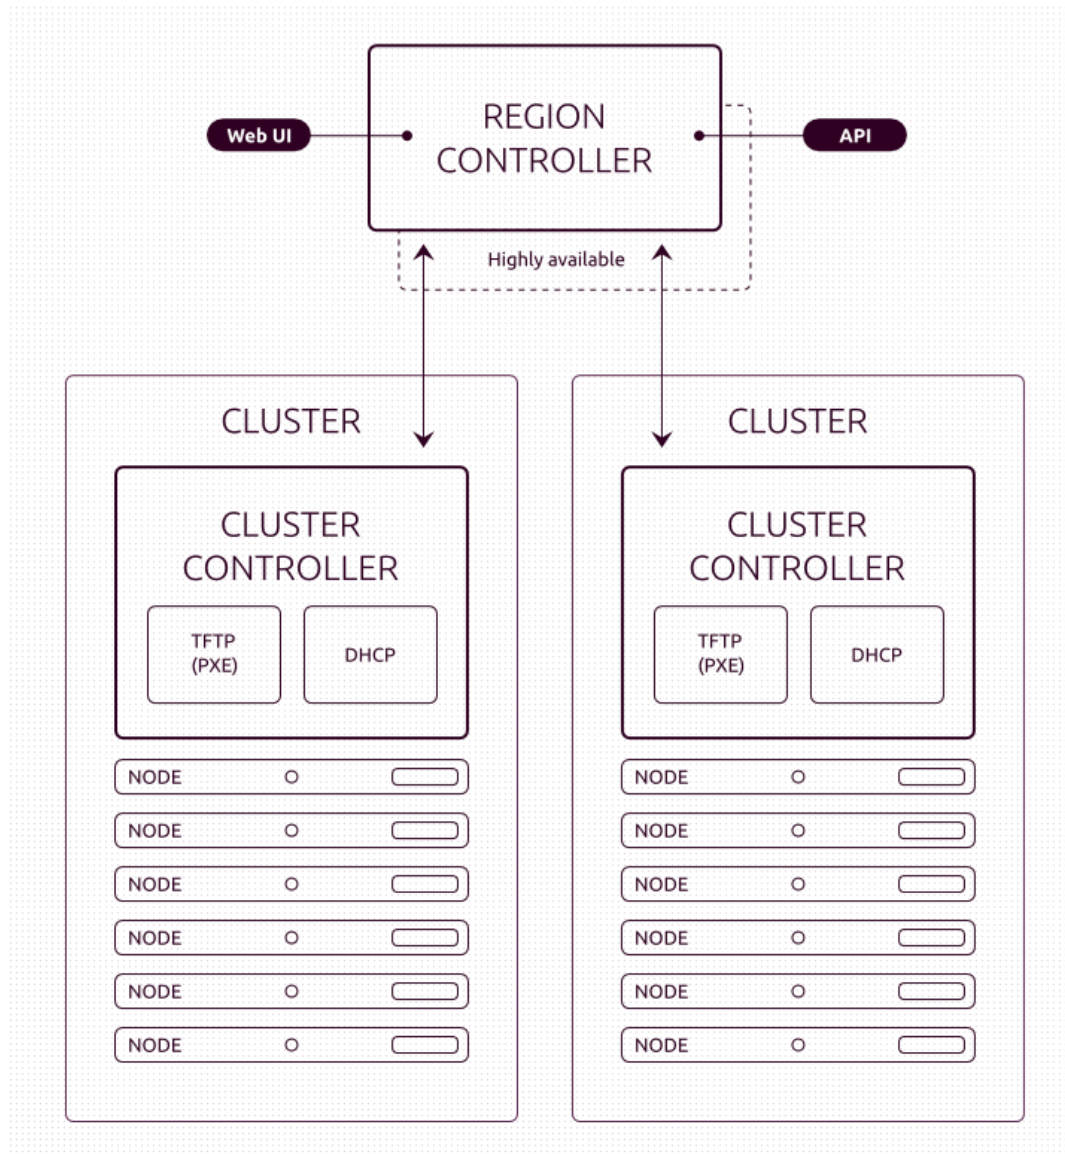 REGION
CONTROLLER
Web UI
API
Highly available
CLUSTER
CLUSTER
CONTROLLER
TFTP
(PXE)
DHCP
NODE
NODE
NODE
NODE
NODE
NODE
CLUSTER
CLUSTER
CONTROLLER
TFTP
(PXE)
DHCP
NODE
NODE
NODE
NODE
NODE
NODE